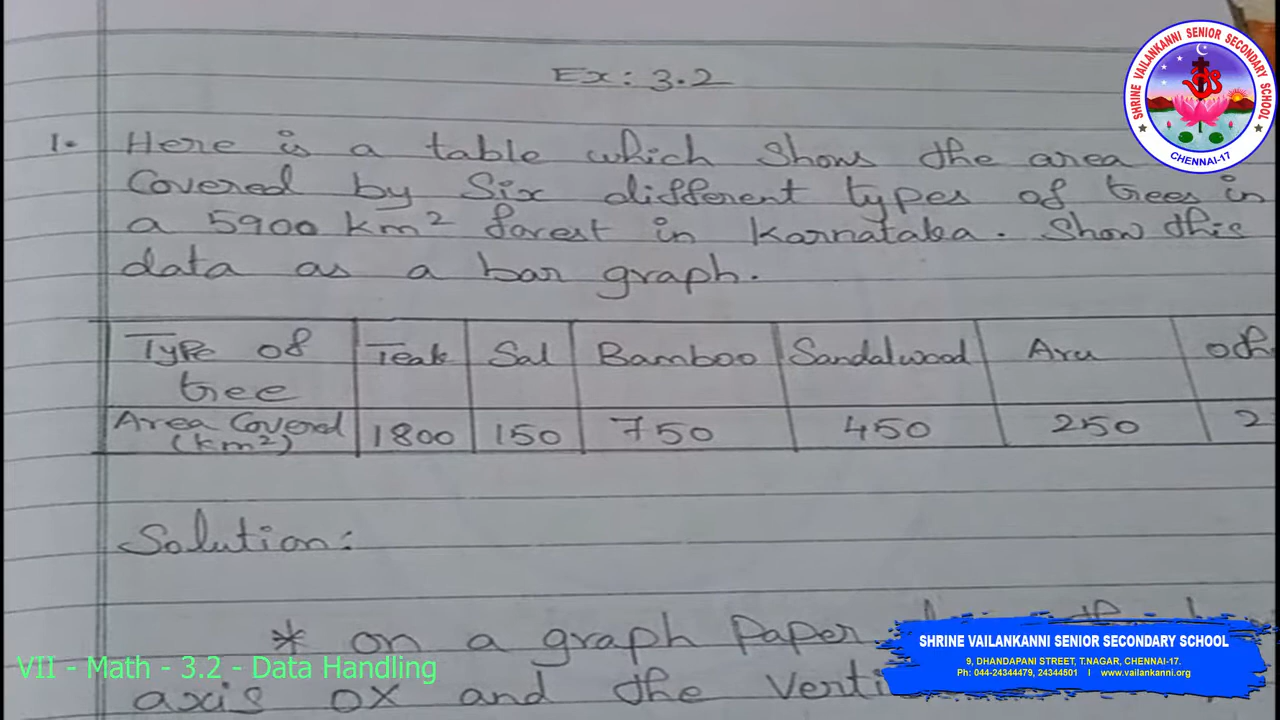 Ex: 3.2
1. Here is a table which shows the area
Covered by Six different types of trees in
a 5900 km² forest in Karnataka. Show this
data as a bar graph.
Type of tree Teak Sal Bamboo Sandalwood Aru
Area Covered (km²) 1800 150 750 450 250 2
Solution:
* on a graph Paper
axis OX and the
VII - Math - 3.2 - Data Handling
SHRINE VAILANKANNI SENIOR SECONDARY SCHOOL
CHENNAI-17
SHRINE VAILANKANNI SENIOR SECONDARY SCHOOL
9, DHANDAPANI STREET, T.NAGAR, CHENNAI-17.
Ph: 044-24344479, 24344501 I www.vailankanni.org